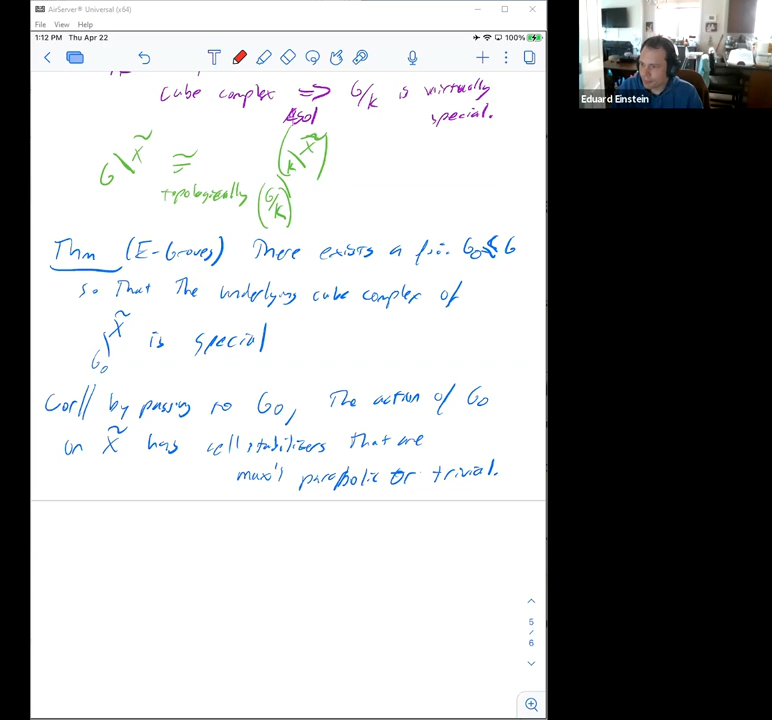 AirServer® Universal (x64)
File Edit View Help
1:12 PM Thu Apr 22
100%
Eduard Einstein
cube complex ⟹ G/K is virtually
also special.
G\X̃ ≅ (K\X̃)
topologically (G/K)
Thm (E-Groves) There exists a f.i. G₀ ≤ G
so that the underlying cube complex of
G₀\X̃ is special
Cor// by passing to G₀, the action of G₀
on X̃ has cell stabilizers that are
max'l parabolic or trivial.
5
/
6